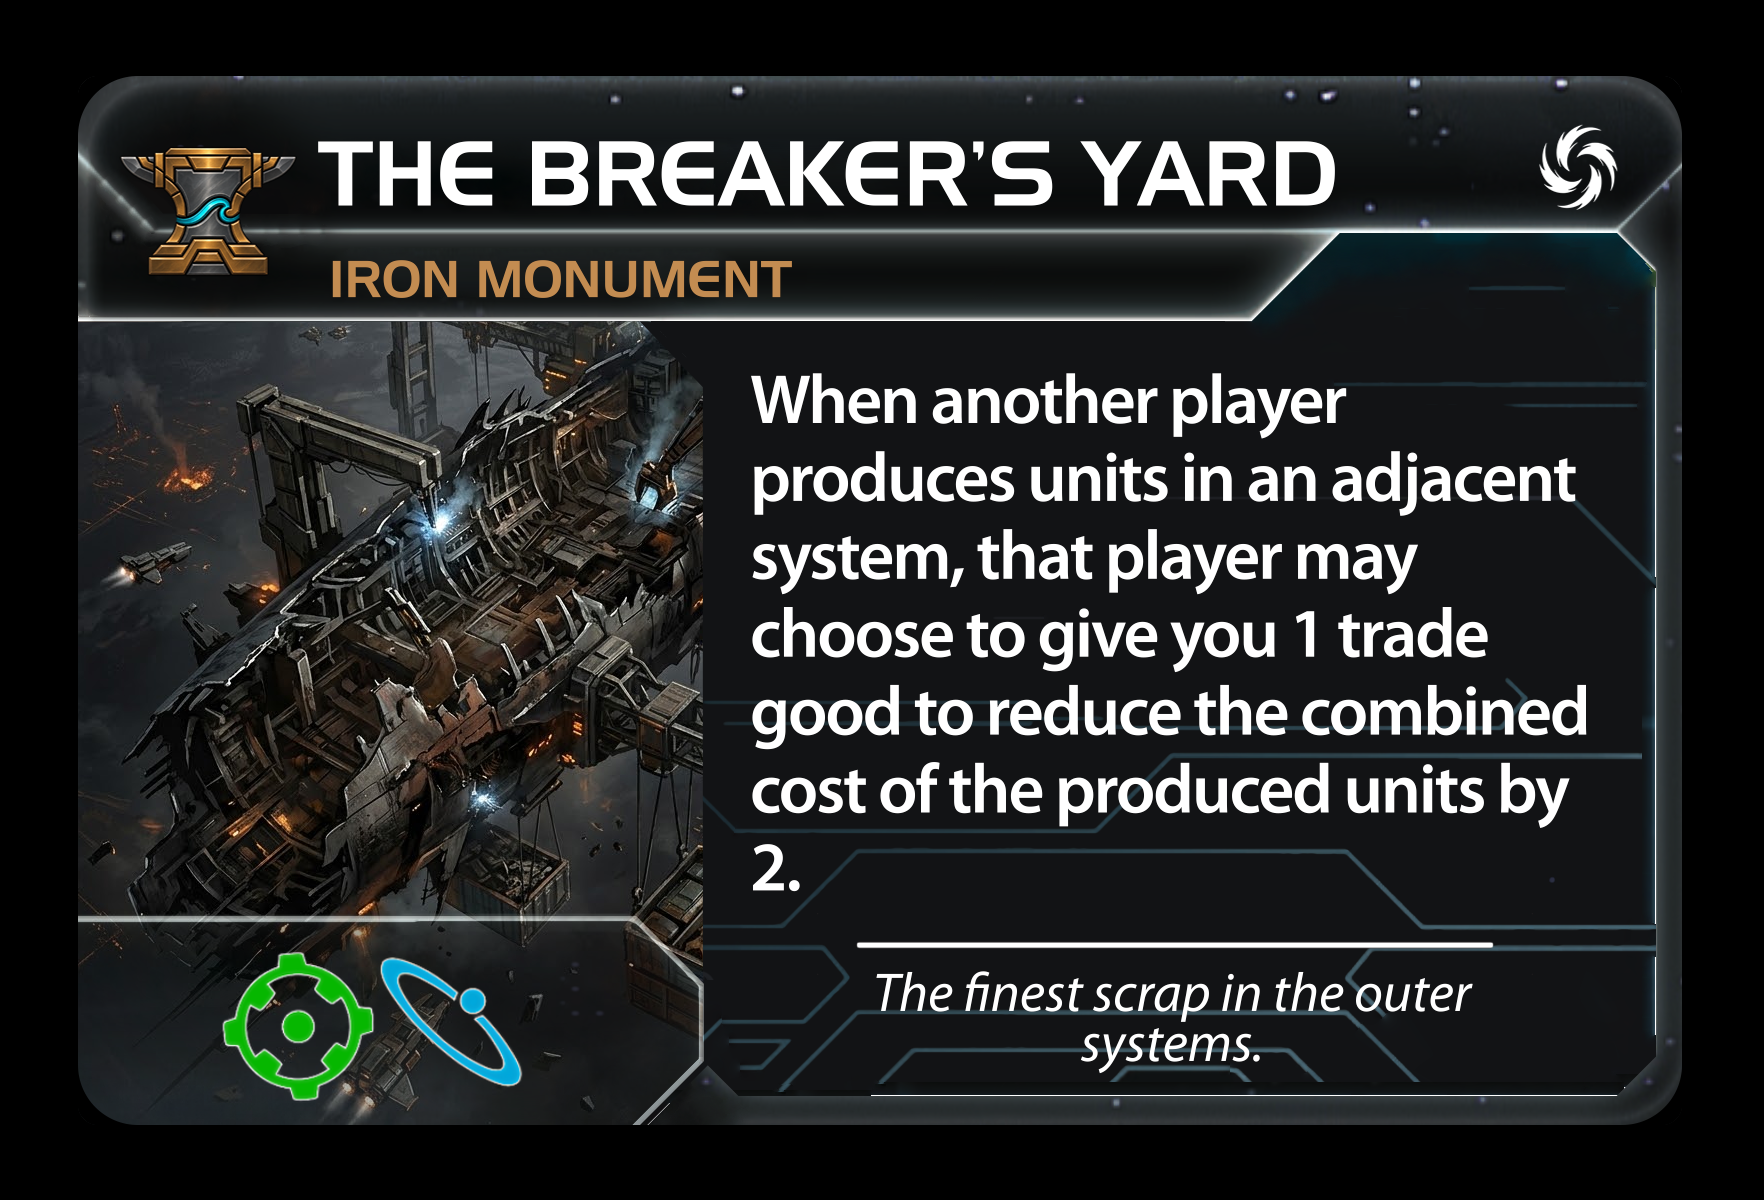 THE BREAKER’S YARD
IRON MONUMENT
When another player
produces units in an adjacent
system, that player may
choose to give you 1 trade
good to reduce the combined
cost of the produced units by
2.
The finest scrap in the outer
systems.